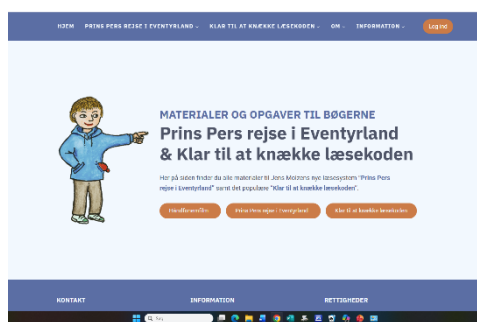 HJEM PRINS PERS REJSE I EVENTYRLAND KLAR TIL AT KNÆKKE LÆSEKODEN OM INFORMATION Log ind
MATERIALER OG OPGAVER TIL BØGERNE
Prins Pers rejse i Eventyrland
& Klar til at knække læsekoden
Her på siden finder du alle materialer til Jens Melzens nye læsesystem "Prins Pers
rejse i Eventyrland" samt det populære "Klar til at knække læsekoden".
Håndfonemfilm Prins Pers rejse i Eventyrland Klar til at knække læsekoden
KONTAKT INFORMATION RETTIGHEDER
Søg